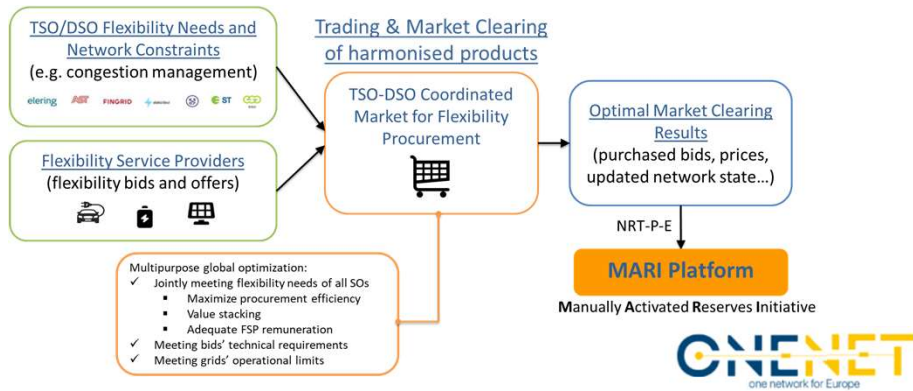 TSO/DSO Flexibility Needs and
Network Constraints
(e.g. congestion management)
elering
AST
FINGRID
EST
Flexibility Service Providers
(flexibility bids and offers)
Trading & Market Clearing
of harmonised products
TSO-DSO Coordinated
Market for Flexibility
Procurement
Optimal Market Clearing
Results
(purchased bids, prices,
updated network state…)
NRT-P-E
MARI Platform
Manually Activated Reserves Initiative
Multipurpose global optimization:
✓ Jointly meeting flexibility needs of all SOs
▪ Maximize procurement efficiency
▪ Value stacking
▪ Adequate FSP remuneration
✓ Meeting bids' technical requirements
✓ Meeting grids' operational limits
ONENET
one network for Europe